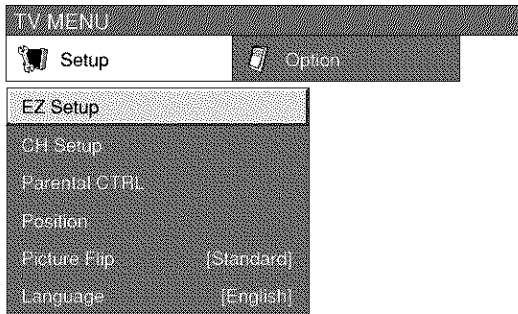 TV MENU
Setup
Option
EZ Setup
CH Setup
Parental CTRL
Position
Picture Flip [Standard]
Language [English]